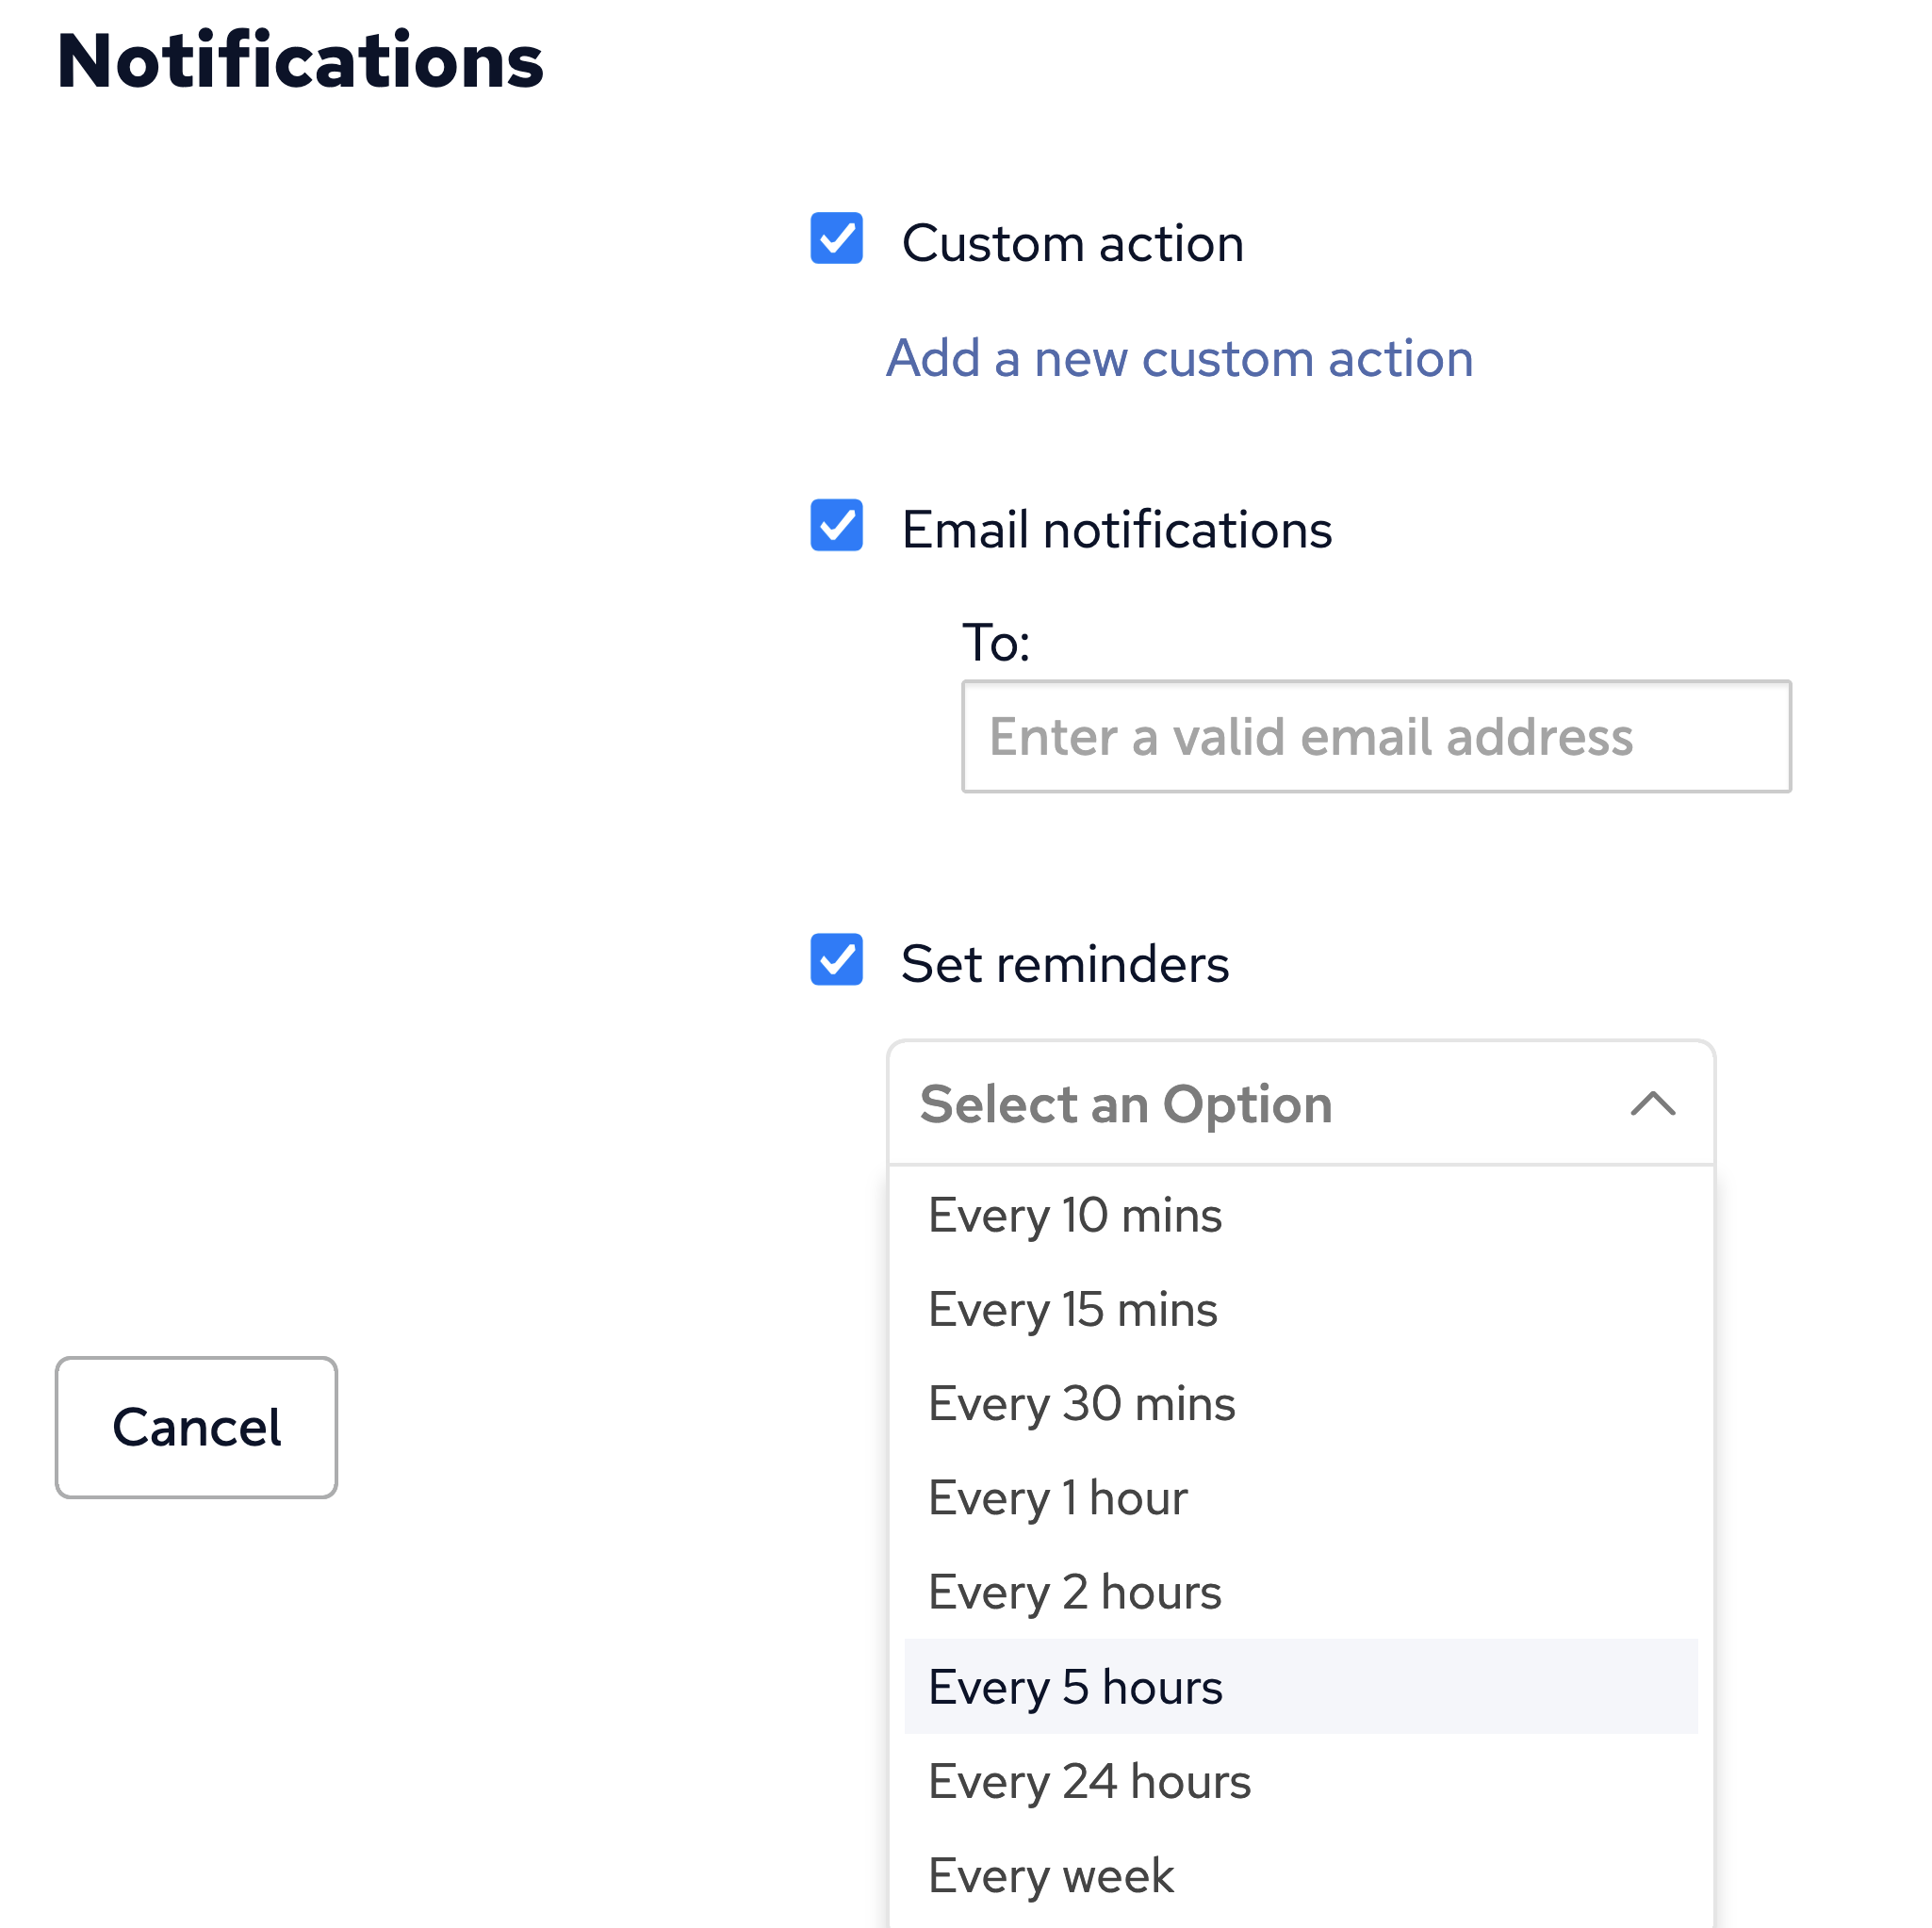 Notifications
Custom action
Add a new custom action
Email notifications
To:
Enter a valid email address
Set reminders
Select an Option
Every 10 mins
Every 15 mins
Every 30 mins
Every 1 hour
Every 2 hours
Every 5 hours
Every 24 hours
Every week
Cancel